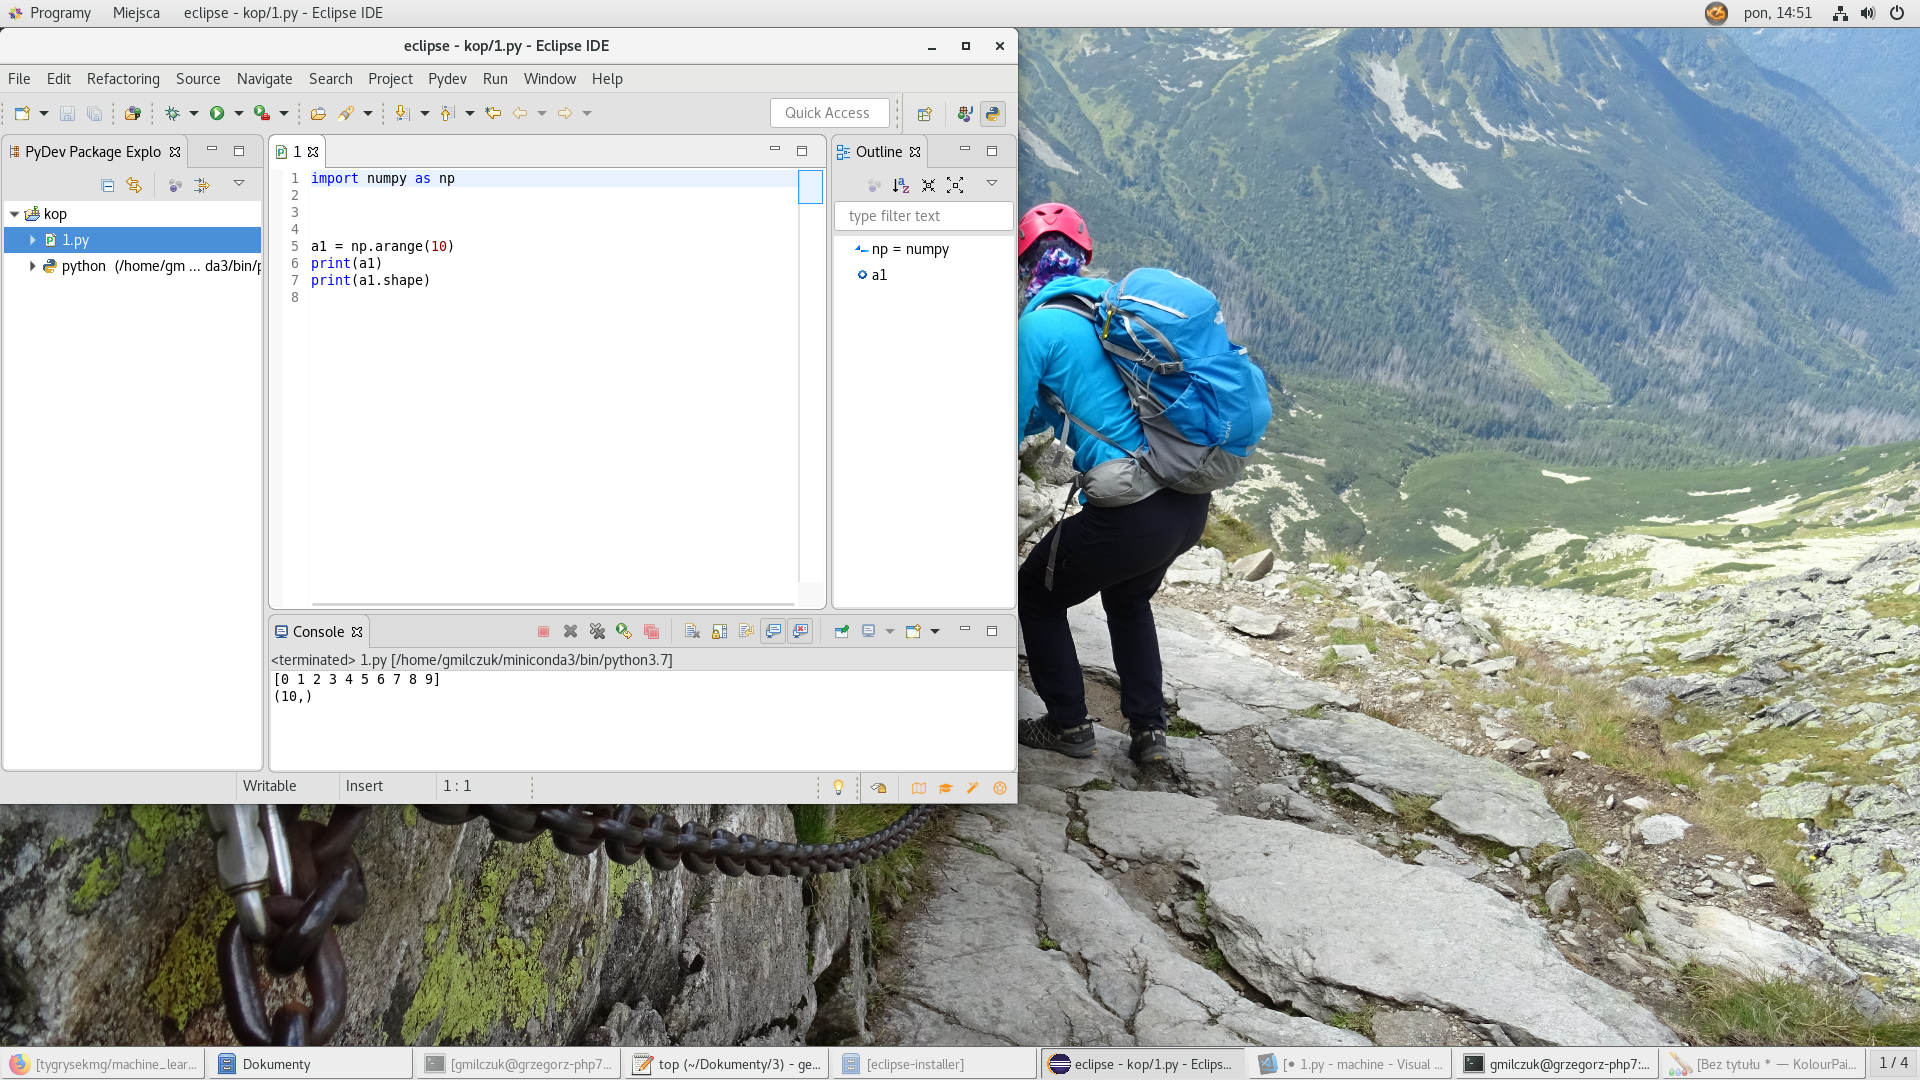 Programy Miejsca eclipse - kop/1.py - Eclipse IDE pon, 14:51
eclipse - kop/1.py - Eclipse IDE
File Edit Refactoring Source Navigate Search Project Pydev Run Window Help
Quick Access
PyDev Package Explo
kop
1.py
python (/home/gm ... da3/bin/p
1
1 import numpy as np
2
3
4
5 a1 = np.arange(10)
6 print(a1)
7 print(a1.shape)
8
Outline
type filter text
np = numpy
a1
Console
<terminated> 1.py [/home/gmilczuk/miniconda3/bin/python3.7]
[0 1 2 3 4 5 6 7 8 9]
(10,)
Writable Insert 1 : 1
[tygrysekmg/machine_lear... Dokumenty [gmilczuk@grzegorz-php7... top (~/Dokumenty/3) - ge... [eclipse-installer] eclipse - kop/1.py - Eclips... [• 1.py - machine - Visual ... gmilczuk@grzegorz-php7:... [Bez tytułu * — KolourPai... 1 / 4